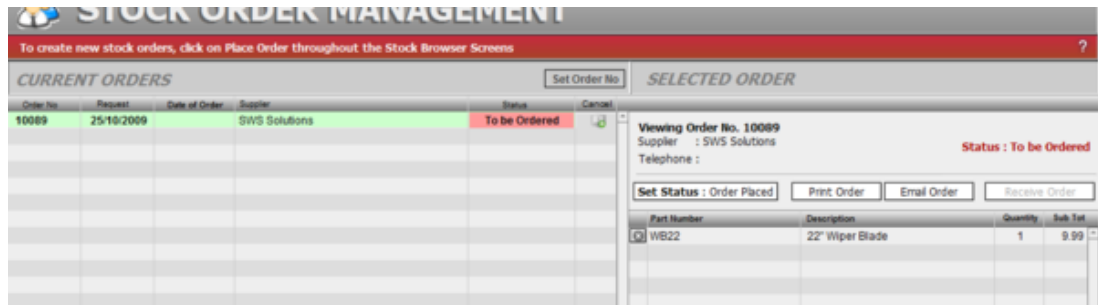 STOCK ORDER MANAGEMENT
To create new stock orders, click on Place Order throughout the Stock Browser Screens ?
CURRENT ORDERS Set Order No
Order No Request Date of Order Supplier Status Cancel
10089 25/10/2009 SWS Solutions To be Ordered
SELECTED ORDER
Viewing Order No. 10089
Supplier : SWS Solutions
Status : To be Ordered
Telephone :
Set Status : Order Placed Print Order Email Order Receive Order
Part Number Description Quantity Sub Tot
WB22 22" Wiper Blade 1 9.99